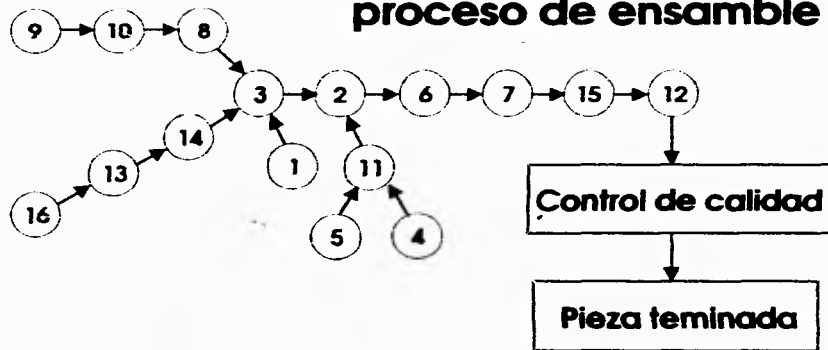 proceso de ensamble
9 10 8
3 2 6 7 15 12
14
13 1 11
16
5 4
Control de calidad
Pieza teminada